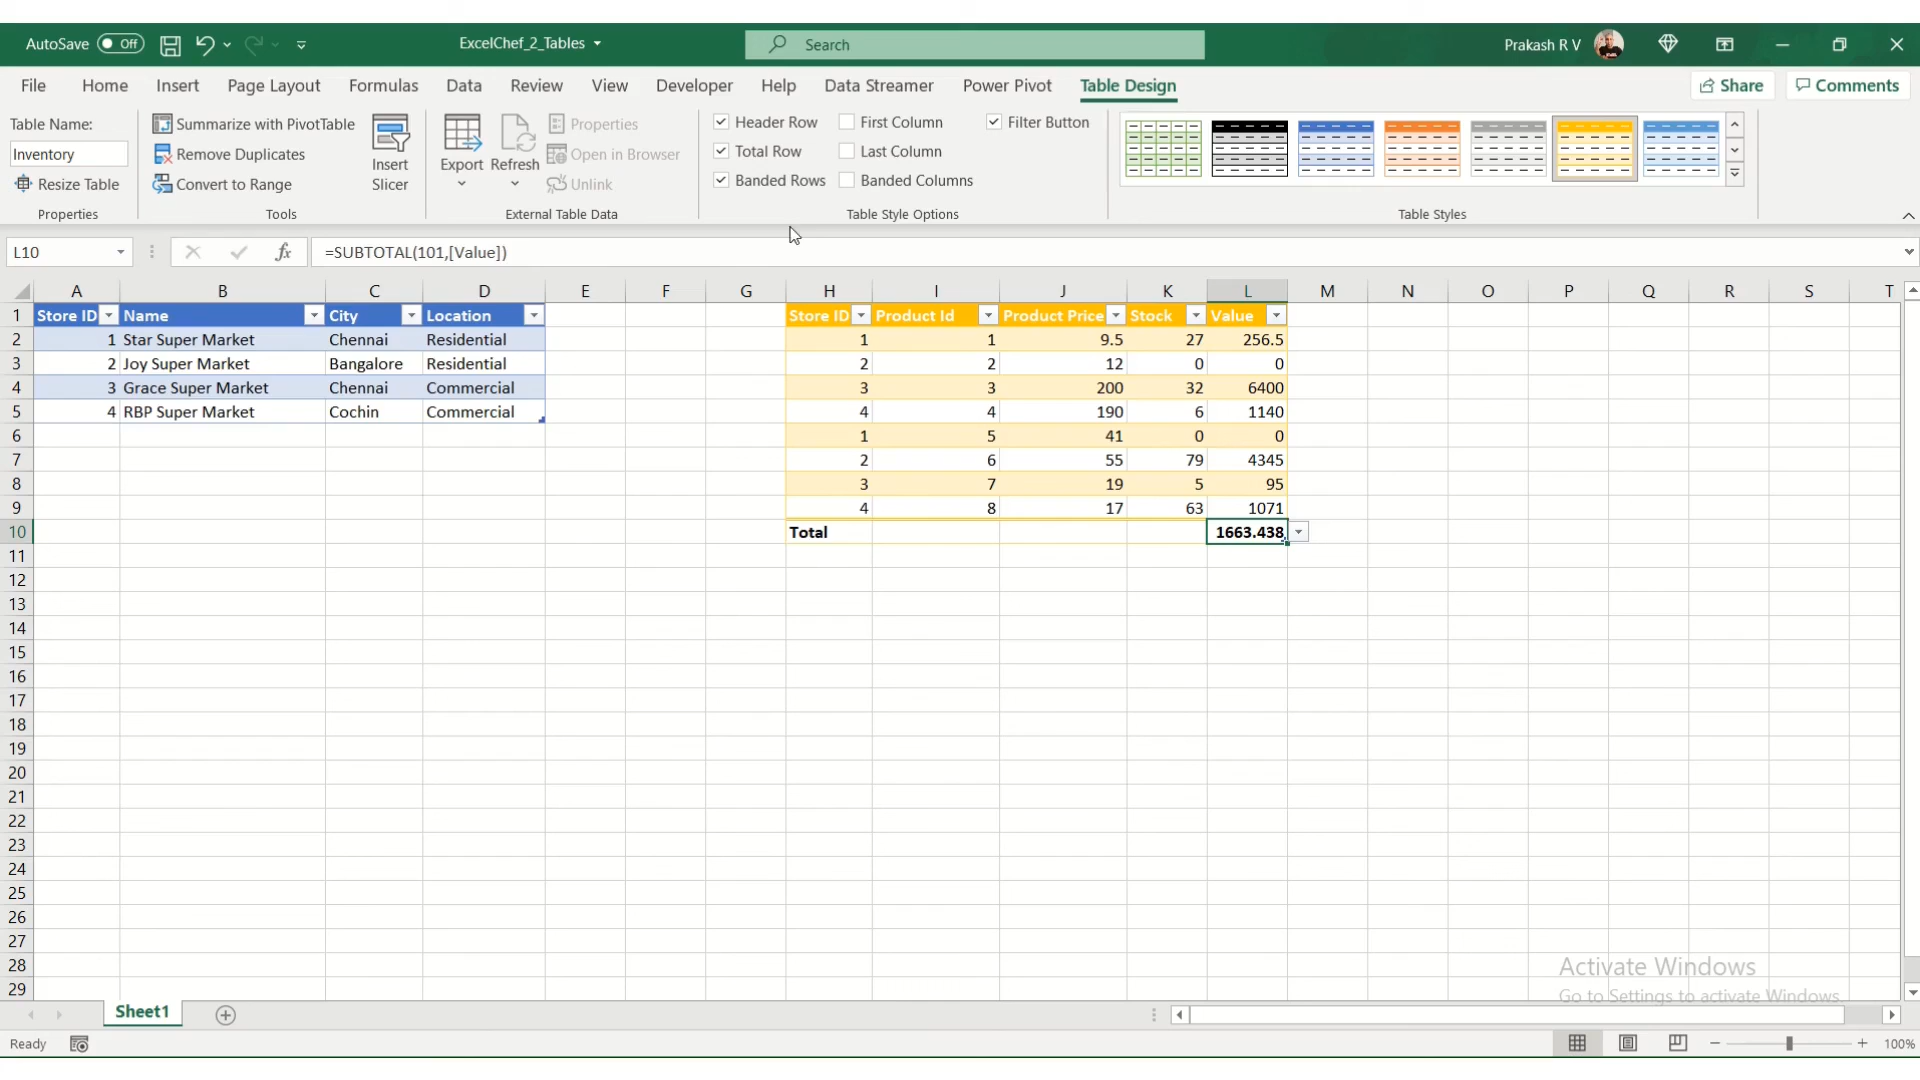 AutoSave Off ExcelChef_2_Tables Search Prakash R V
File Home Insert Page Layout Formulas Data Review View Developer Help Data Streamer Power Pivot Table Design Share Comments
Table Name: Summarize with PivotTable Properties Header Row First Column Filter Button
Inventory Remove Duplicates Insert Slicer Export Refresh Open in Browser Total Row Last Column
Resize Table Convert to Range Unlink Banded Rows Banded Columns
Properties Tools External Table Data Table Style Options Table Styles
L10 fx =SUBTOTAL(101,[Value])
A B C D E F G H I J K L M N O P Q R S T
1 Store ID Name City Location Store ID Product Id Product Price Stock Value
2 1 Star Super Market Chennai Residential 1 1 9.5 27 256.5
3 2 Joy Super Market Bangalore Residential 2 2 12 0 0
4 3 Grace Super Market Chennai Commercial 3 3 200 32 6400
5 4 RBP Super Market Cochin Commercial 4 4 190 6 1140
6 1 5 41 0 0
7 2 6 55 79 4345
8 3 7 19 5 95
9 4 8 17 63 1071
10 Total 1663.438
11
12
13
14
15
16
17
18
19
20
21
22
23
24
25
26
27
28 Activate Windows
29 Go to Settings to activate Windows.
Sheet1
Ready 100%